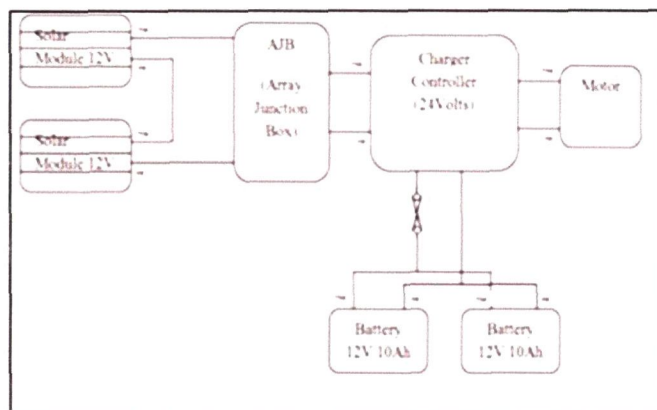 Solar
Module 12V
Solar
Module 12V
AJB
(Array
Junction
Box)
Charger
Controller
(24Volts)
Motor
Battery
12V 10Ah
Battery
12V 10Ah